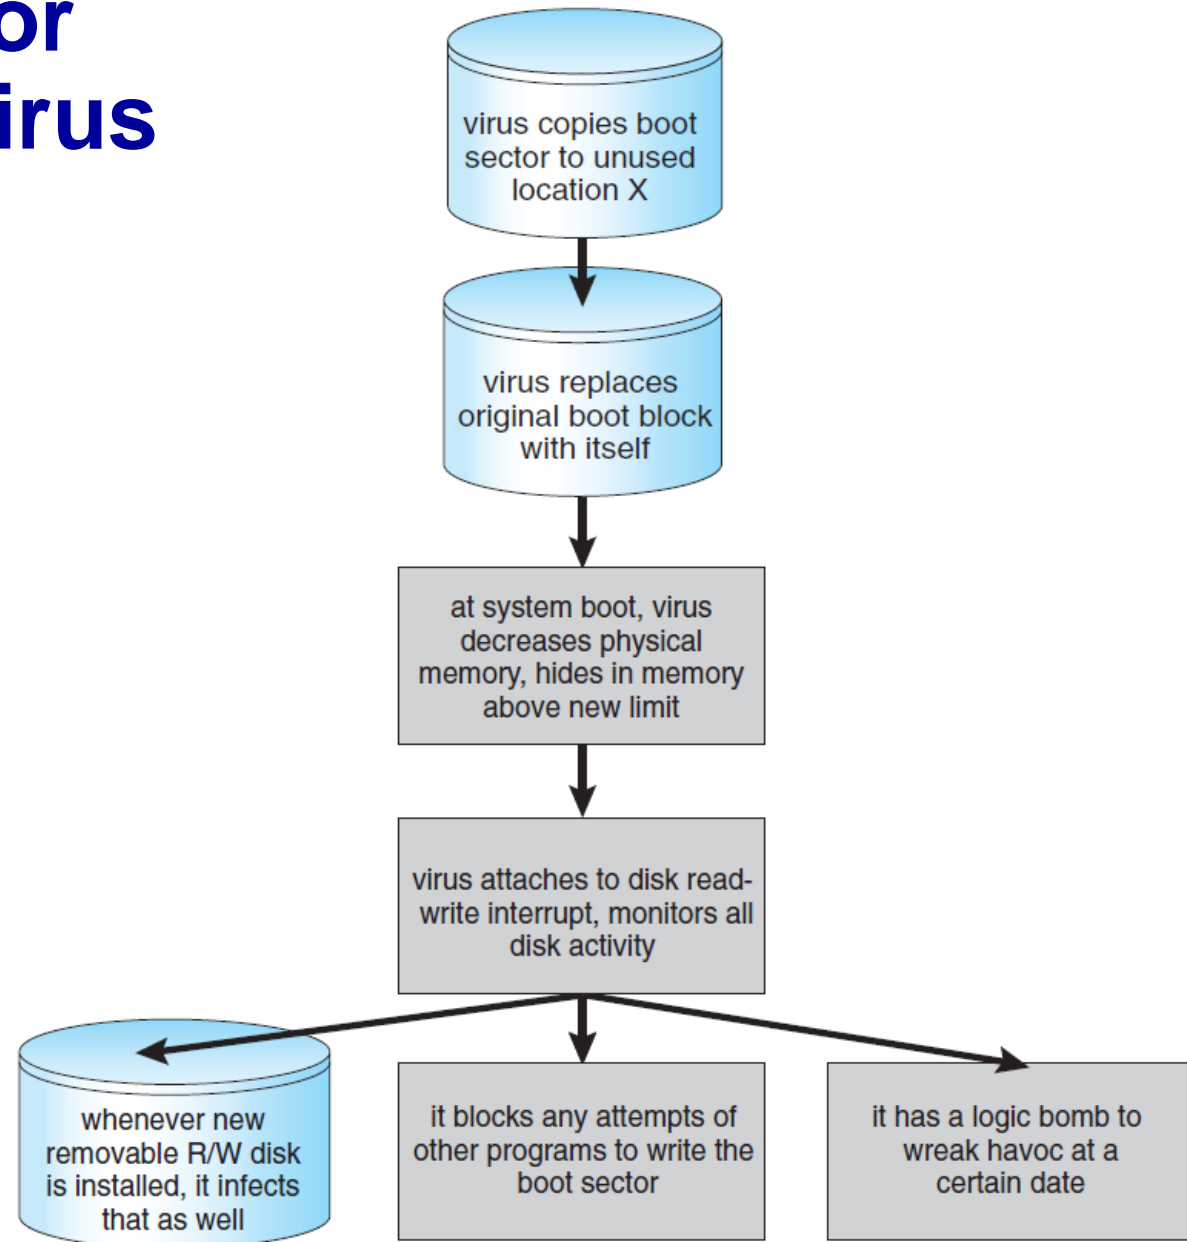 or
irus
virus copies boot
sector to unused
location X
virus replaces
original boot block
with itself
at system boot, virus
decreases physical
memory, hides in memory
above new limit
virus attaches to disk read-
write interrupt, monitors all
disk activity
whenever new
removable R/W disk
is installed, it infects
that as well
it blocks any attempts of
other programs to write the
boot sector
it has a logic bomb to
wreak havoc at a
certain date